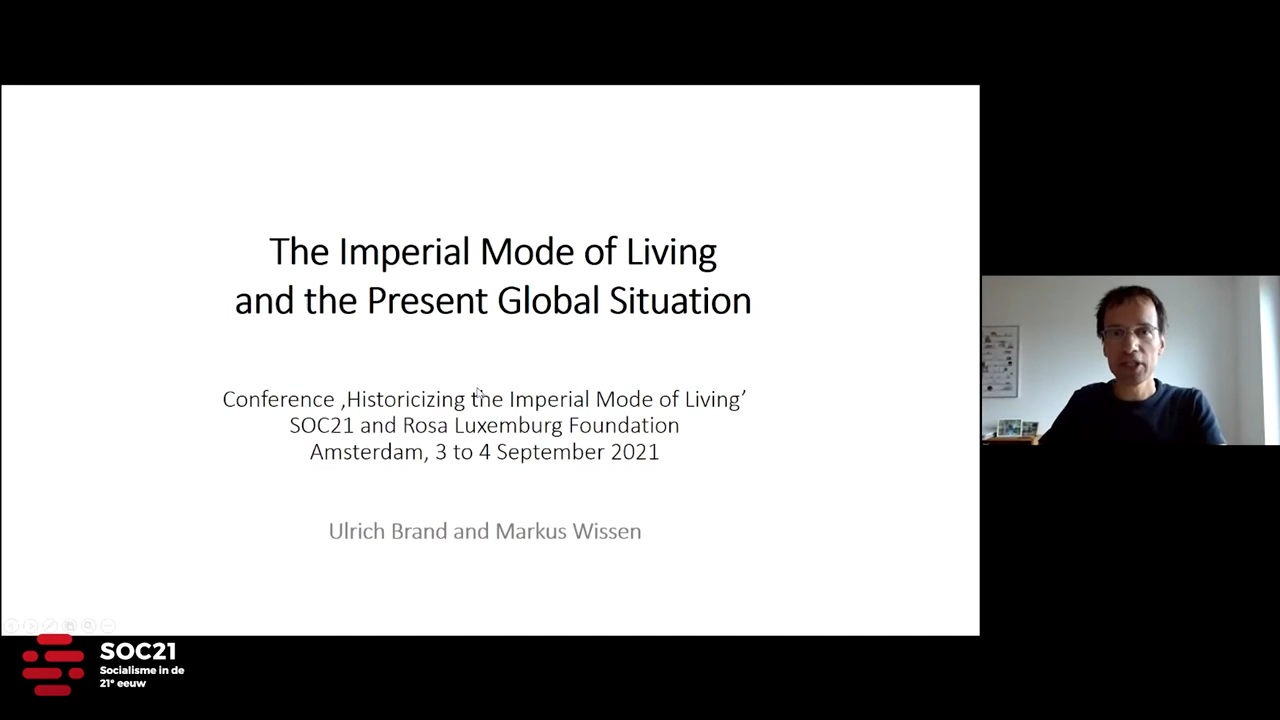 The Imperial Mode of Living
and the Present Global Situation
Conference ‚Historicizing the Imperial Mode of Living’
SOC21 and Rosa Luxemburg Foundation
Amsterdam, 3 to 4 September 2021
Ulrich Brand and Markus Wissen
SOC21
Socialisme in de
21e eeuw